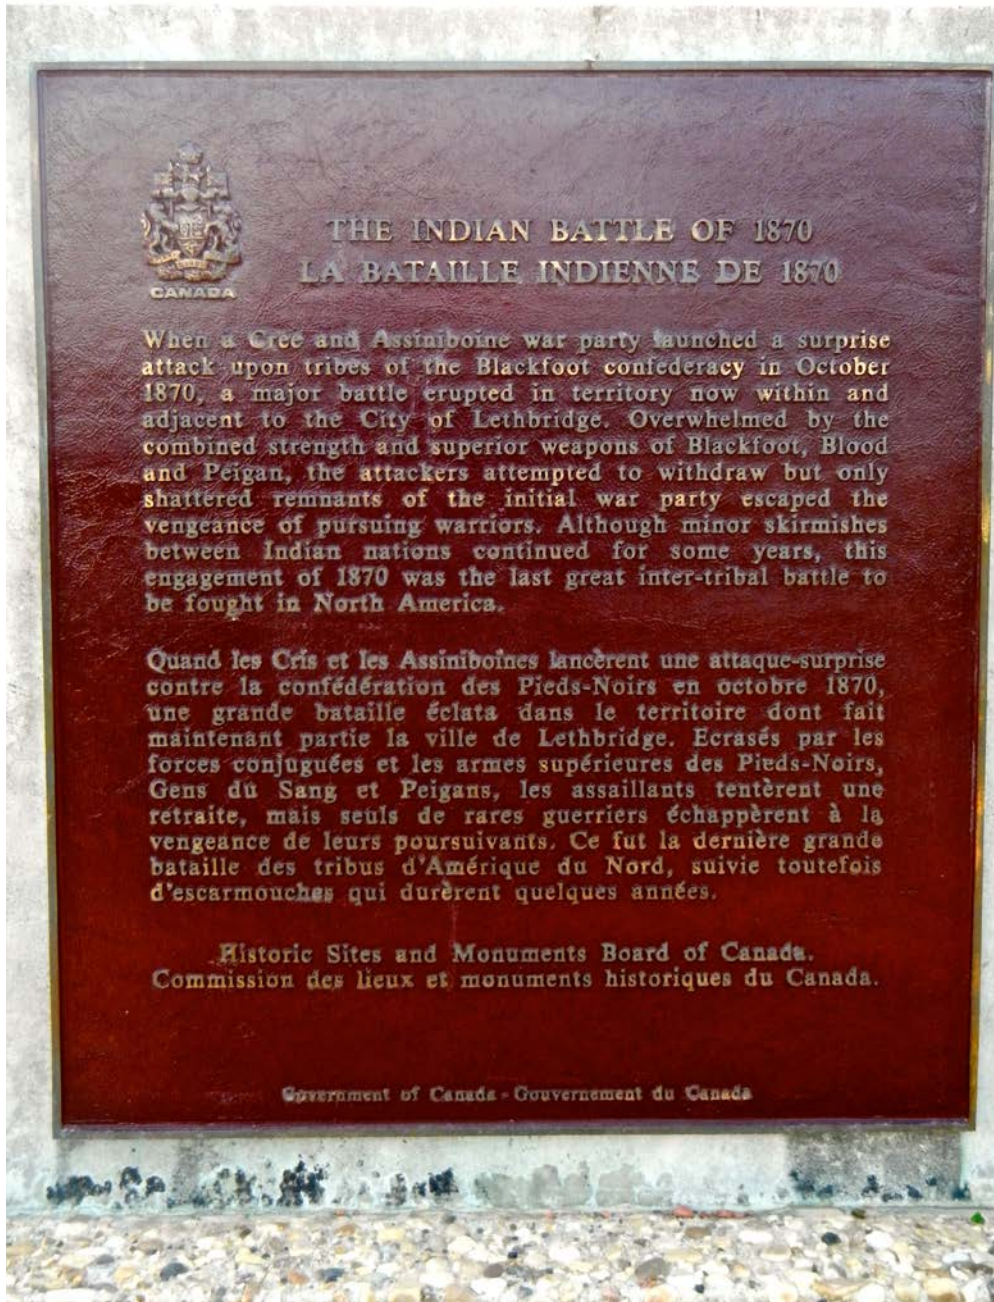 CANADA
THE INDIAN BATTLE OF 1870
LA BATAILLE INDIENNE DE 1870
When a Cree and Assiniboine war party launched a surprise
attack upon tribes of the Blackfoot confederacy in October
1870, a major battle erupted in territory now within and
adjacent to the City of Lethbridge. Overwhelmed by the
combined strength and superior weapons of Blackfoot, Blood
and Peigan, the attackers attempted to withdraw but only
shattered remnants of the initial war party escaped the
vengeance of pursuing warriors. Although minor skirmishes
between Indian nations continued for some years, this
engagement of 1870 was the last great inter-tribal battle to
be fought in North America.
Quand les Cris et les Assiniboines lancèrent une attaque-surprise
contre la confédération des Pieds-Noirs en octobre 1870,
une grande bataille éclata dans le territoire dont fait
maintenant partie la ville de Lethbridge. Ecrasés par les
forces conjuguées et les armes supérieures des Pieds-Noirs,
Gens du Sang et Peigans, les assaillants tentèrent une
retraite, mais seuls de rares guerriers échappèrent à la
vengeance de leurs poursuivants. Ce fut la dernière grande
bataille des tribus d'Amérique du Nord, suivie toutefois
d'escarmouches qui durèrent quelques années.
Historic Sites and Monuments Board of Canada.
Commission des lieux et monuments historiques du Canada.
Government of Canada - Gouvernement du Canada